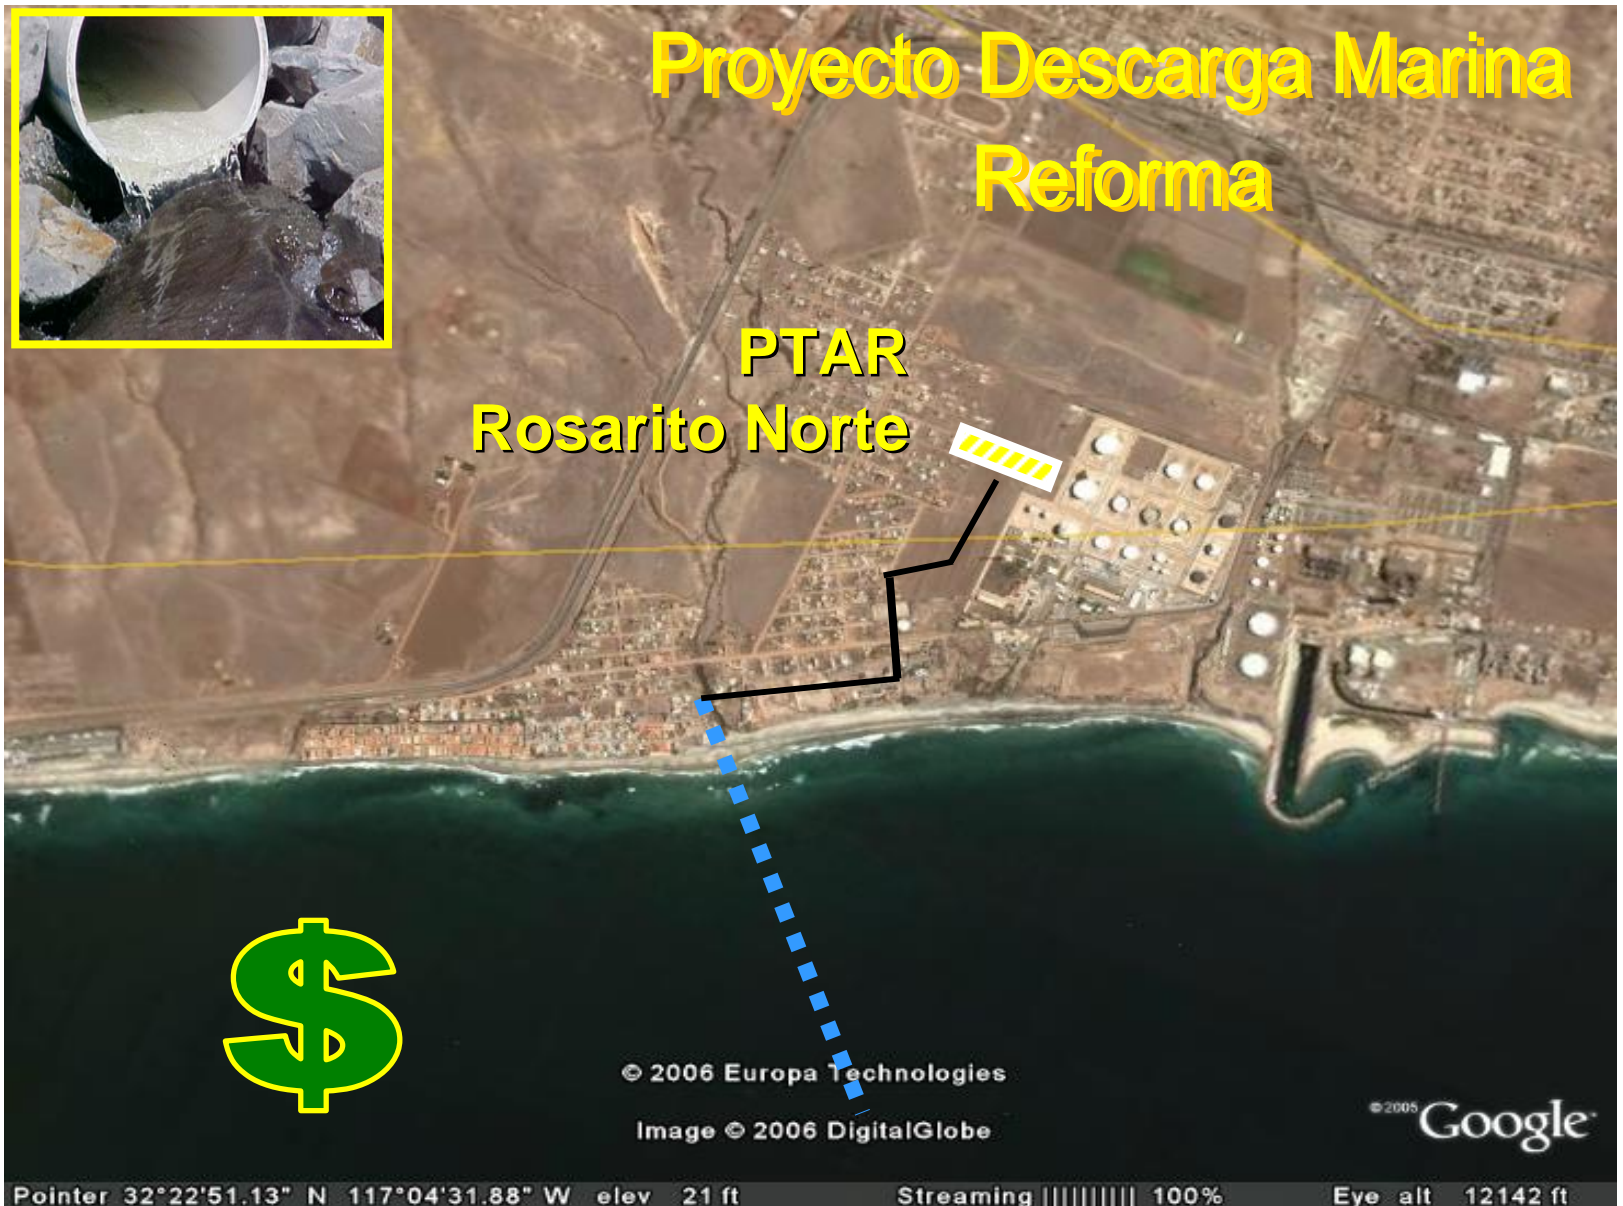 Proyecto Descarga Marina
Reforma
PTAR
Rosarito Norte
$
© 2006 Europa Technologies
Image © 2006 DigitalGlobe
©2005 Google
Pointer 32°22'51.13" N 117°04'31.88" W elev 21 ft Streaming |||||||||| 100% Eye alt 12142 ft